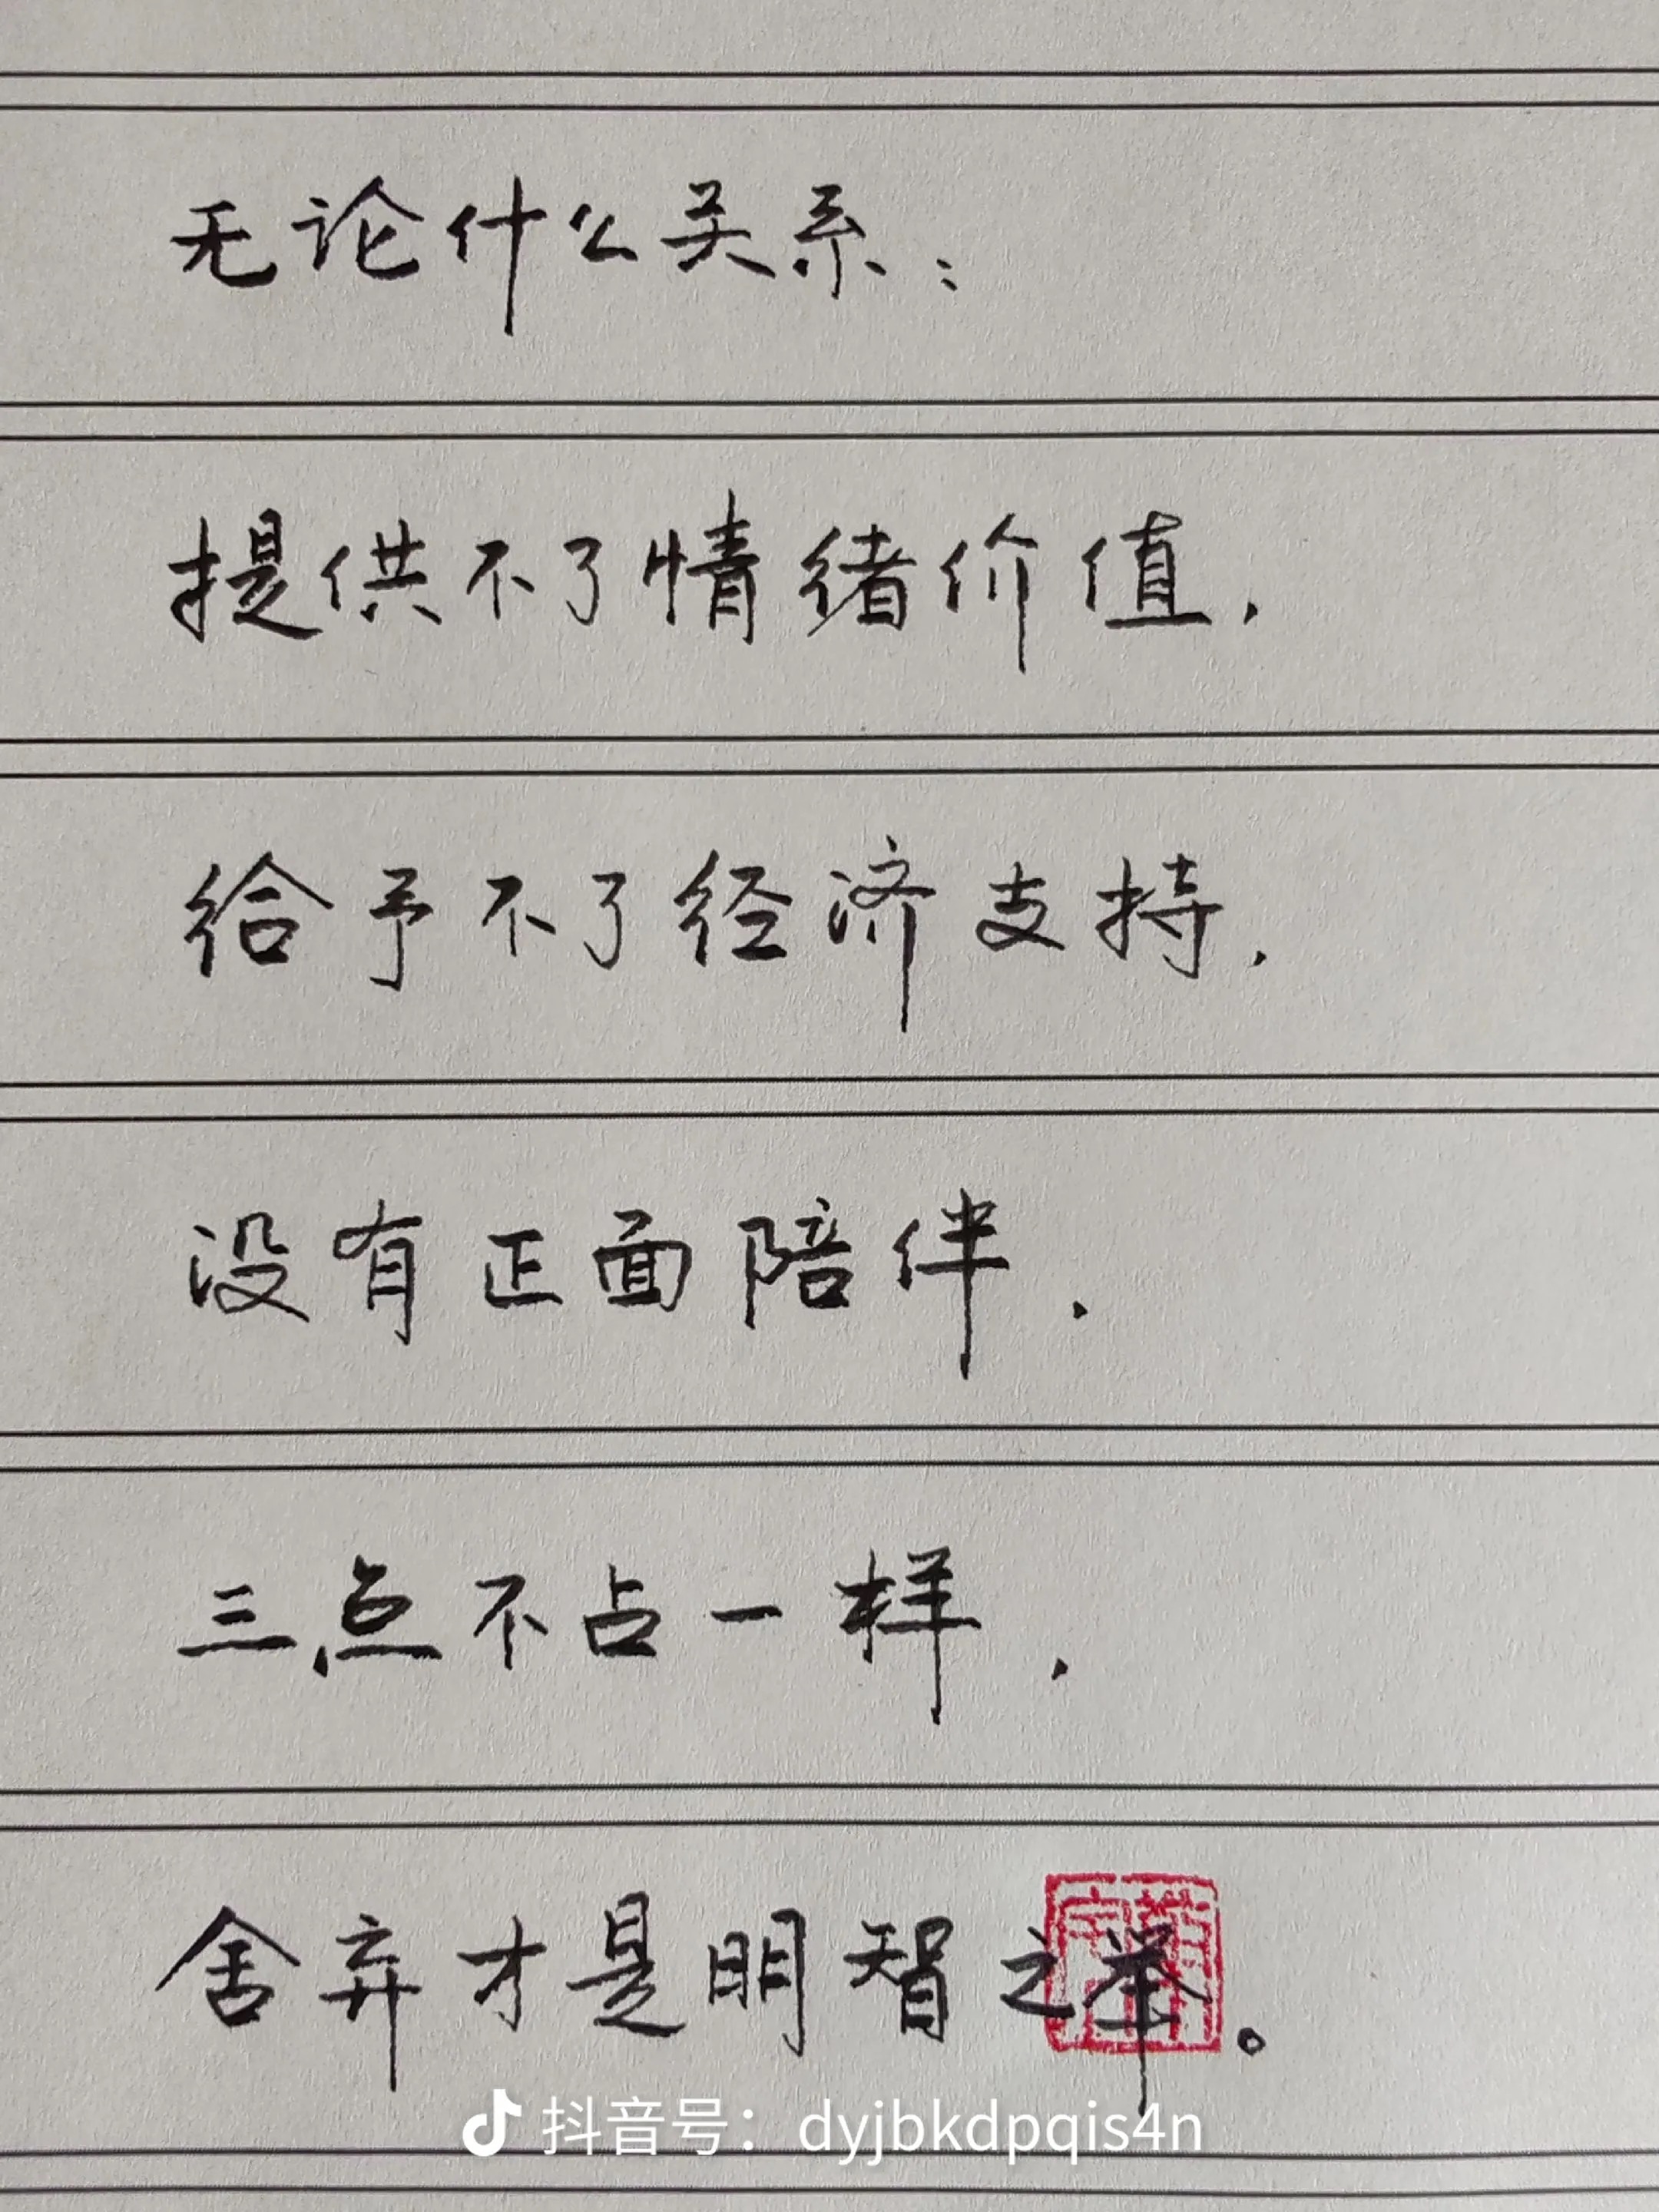 无论什么关系：
提供不了情绪价值，
给予不了经济支持，
没有正面陪伴，
三点不占一样，
舍弃才是明智之举。
抖音号：dyjbkdpqis4n